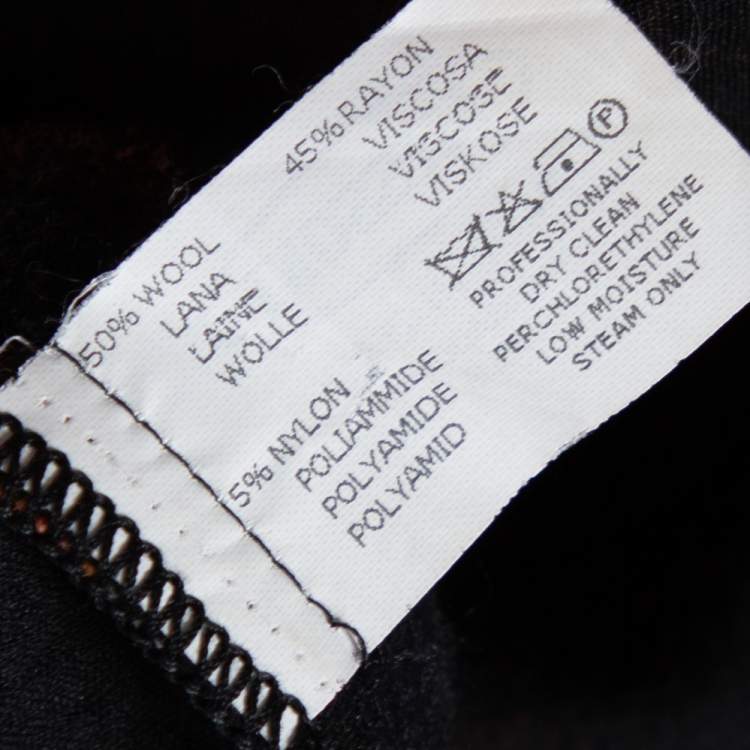 50% WOOL
LANA
LAINE
WOLLE
45% RAYON
VISCOSA
VISCOSE
VISKOSE
5% NYLON
POLIAMMIDE
POLYAMIDE
POLYAMID
P
PROFESSIONALLY
DRY CLEAN
PERCHLORETHYLENE
LOW MOISTURE
STEAM ONLY